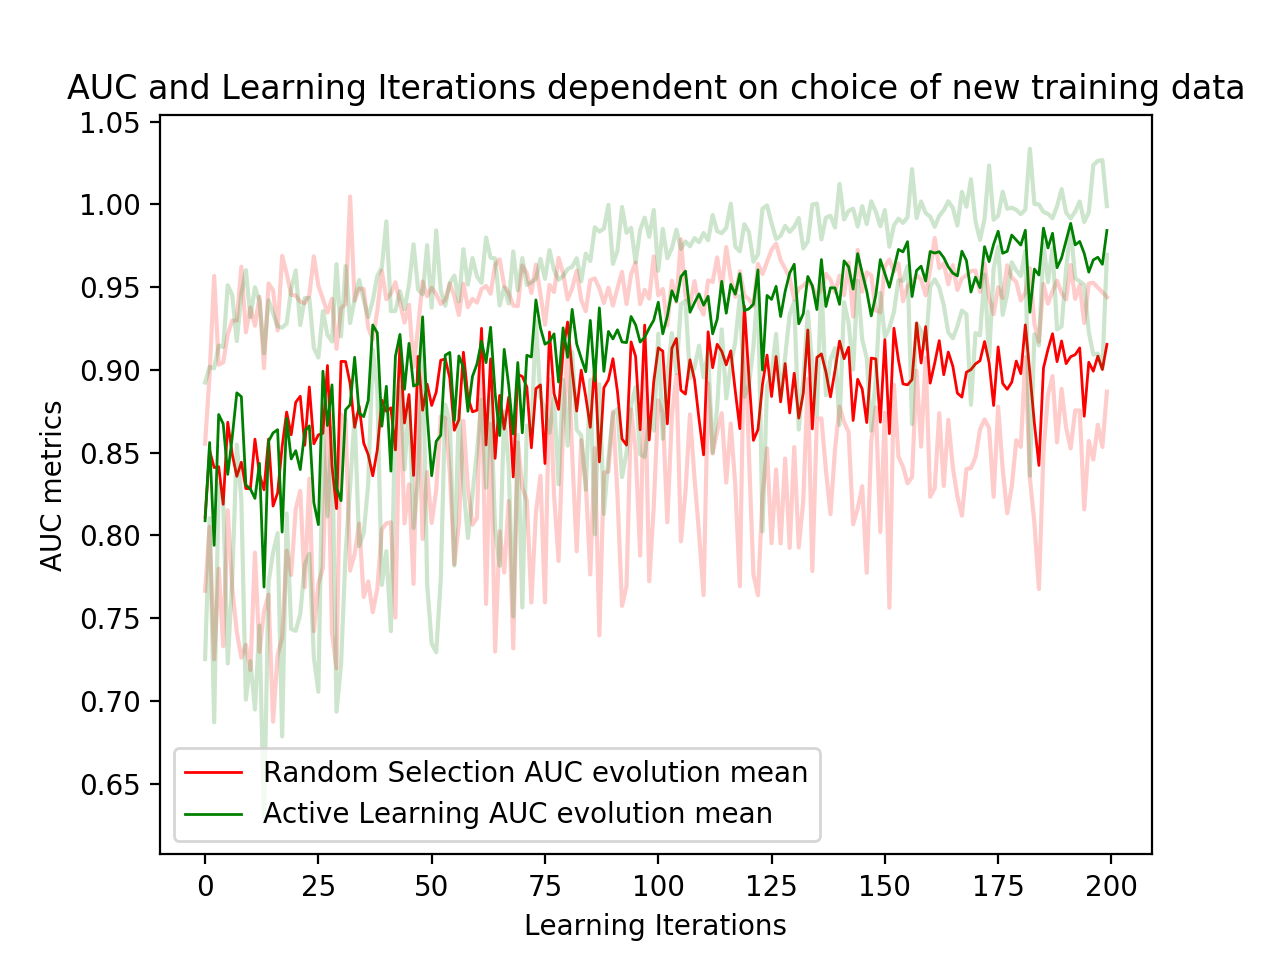 AUC and Learning Iterations dependent on choice of new training data
1.05
1.00
0.95
0.90
0.85
0.80
0.75
0.70
0.65
AUC metrics
Random Selection AUC evolution mean
Active Learning AUC evolution mean
0 25 50 75 100 125 150 175 200
Learning Iterations